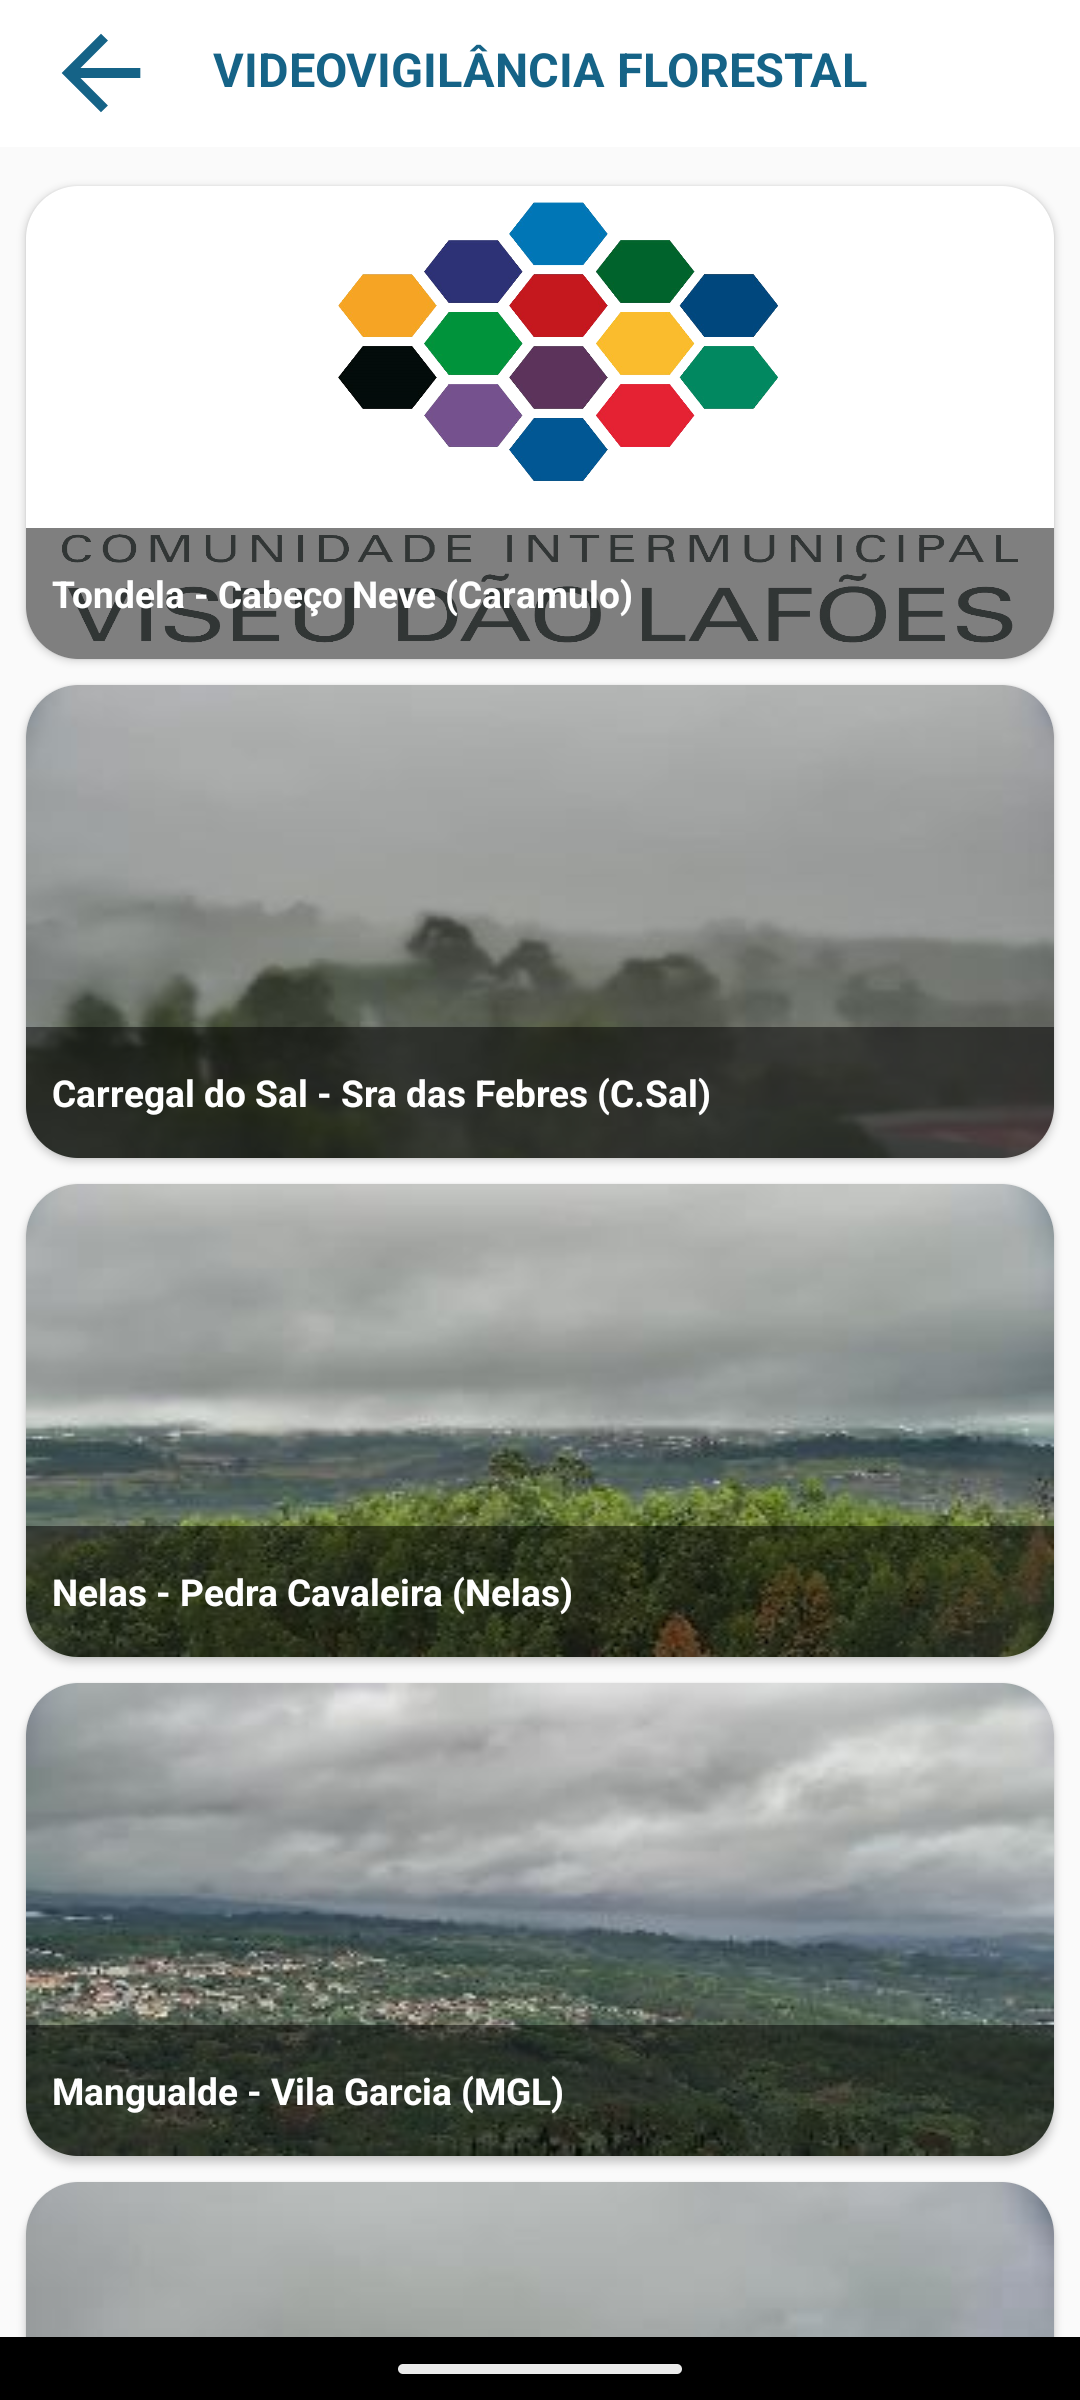 VIDEOVIGILÂNCIA FLORESTAL
COMUNIDADE INTERMUNICIPAL
Tondela - Cabeço Neve (Caramulo)
VISEU DÃO LAFÕES
Carregal do Sal - Sra das Febres (C.Sal)
Nelas - Pedra Cavaleira (Nelas)
Mangualde - Vila Garcia (MGL)